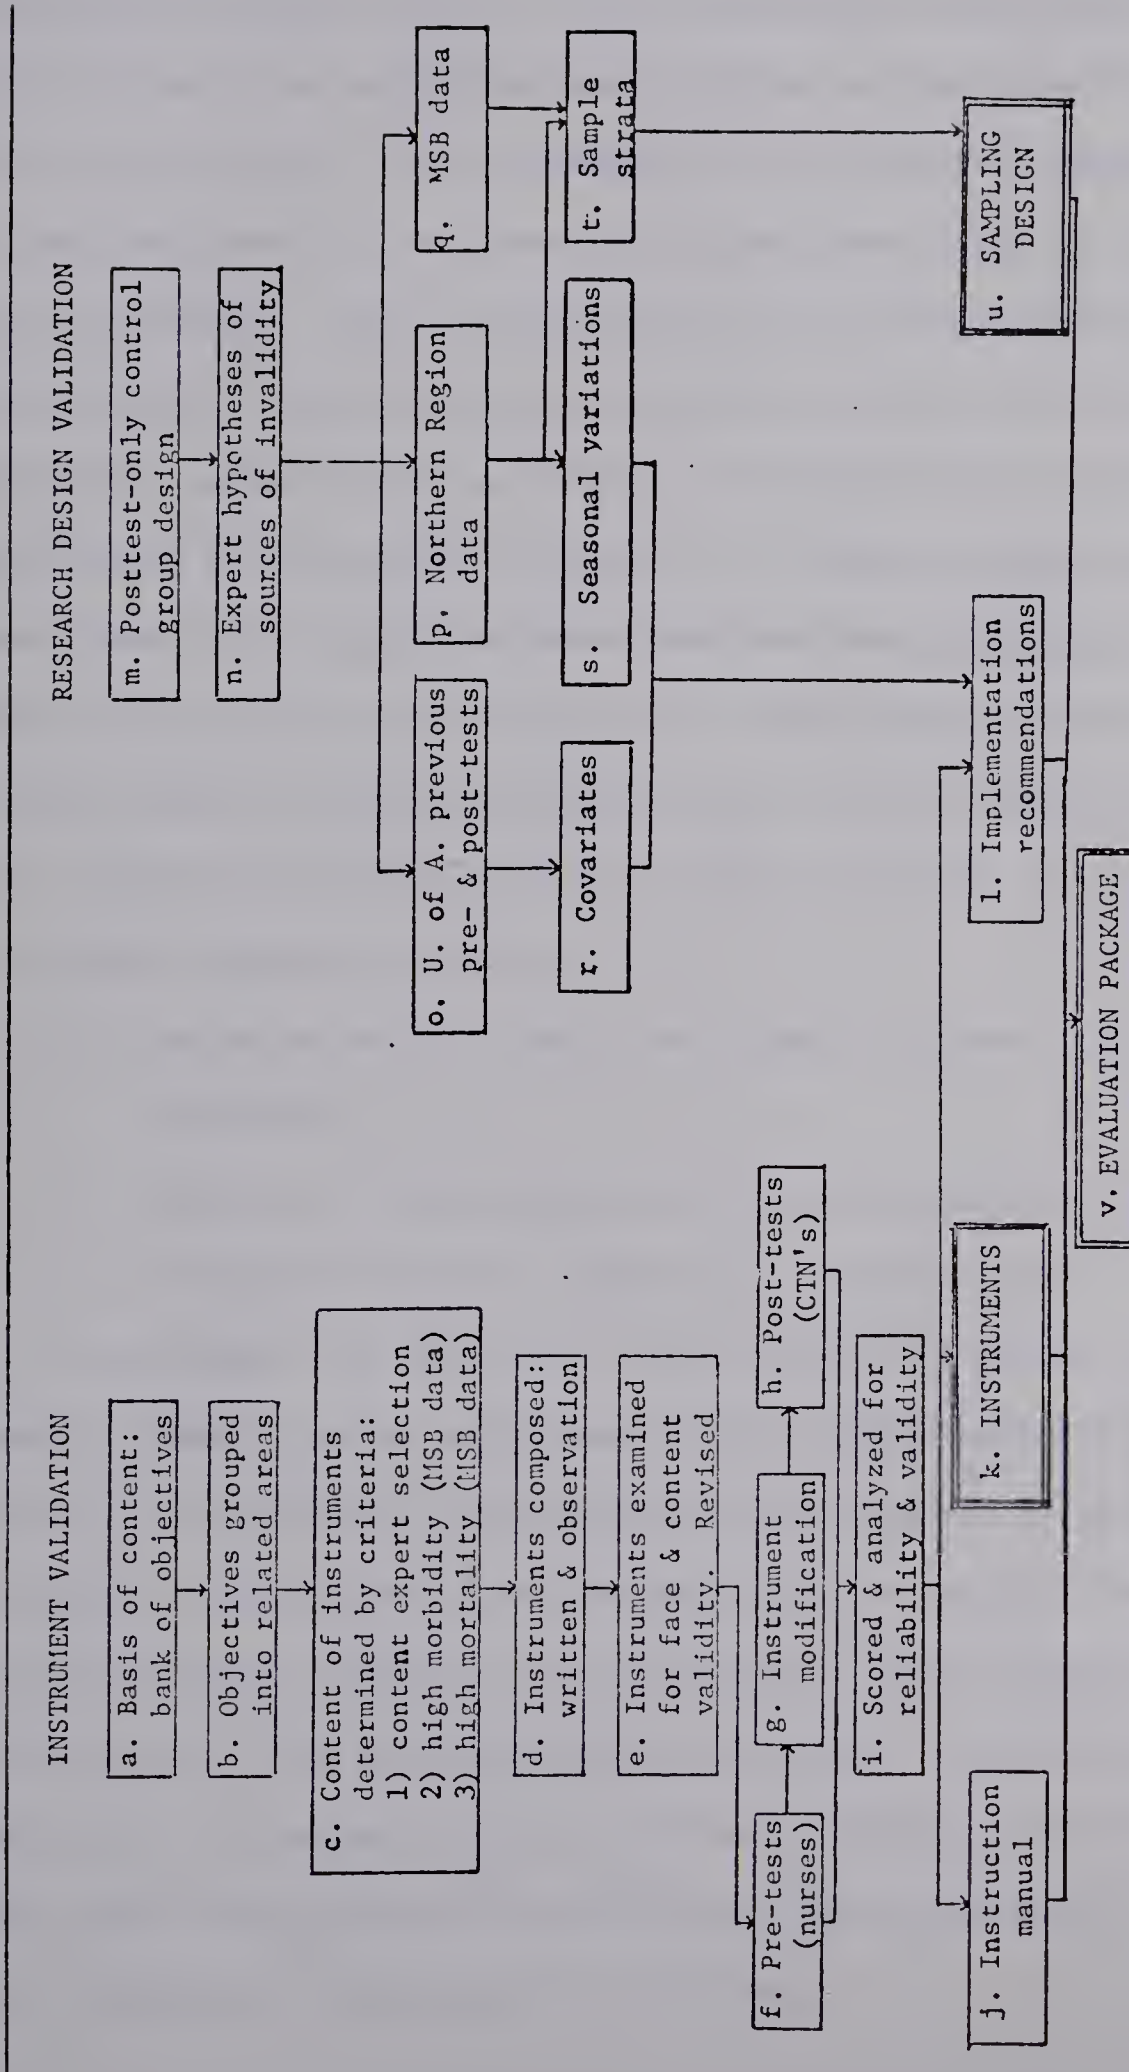 INSTRUMENT VALIDATION
a. Basis of content:
bank of objectives
b. Objectives grouped
into related areas
c. Content of instruments
determined by criteria:
1) content expert selection
2) high morbidity (MSB data)
3) high mortality (MSB data)
d. Instruments composed:
written & observation
e. Instruments examined
for face & content
validity. Revised
f. Pre-tests
(nurses)
g. Instrument
modification
h. Post-tests
(CTN's)
i. Scored & analyzed for
reliability & validity
j. Instruction
manual
k. INSTRUMENTS
l. Implementation
recommendations
RESEARCH DESIGN VALIDATION
m. Posttest-only control
group design
n. Expert hypotheses of
sources of invalidity
o. U. of A. previous
pre- & post-tests
p. Northern Region
data
q. MSB data
r. Covariates
s. Seasonal variations
t. Sample
strata
u. SAMPLING
DESIGN
v. EVALUATION PACKAGE